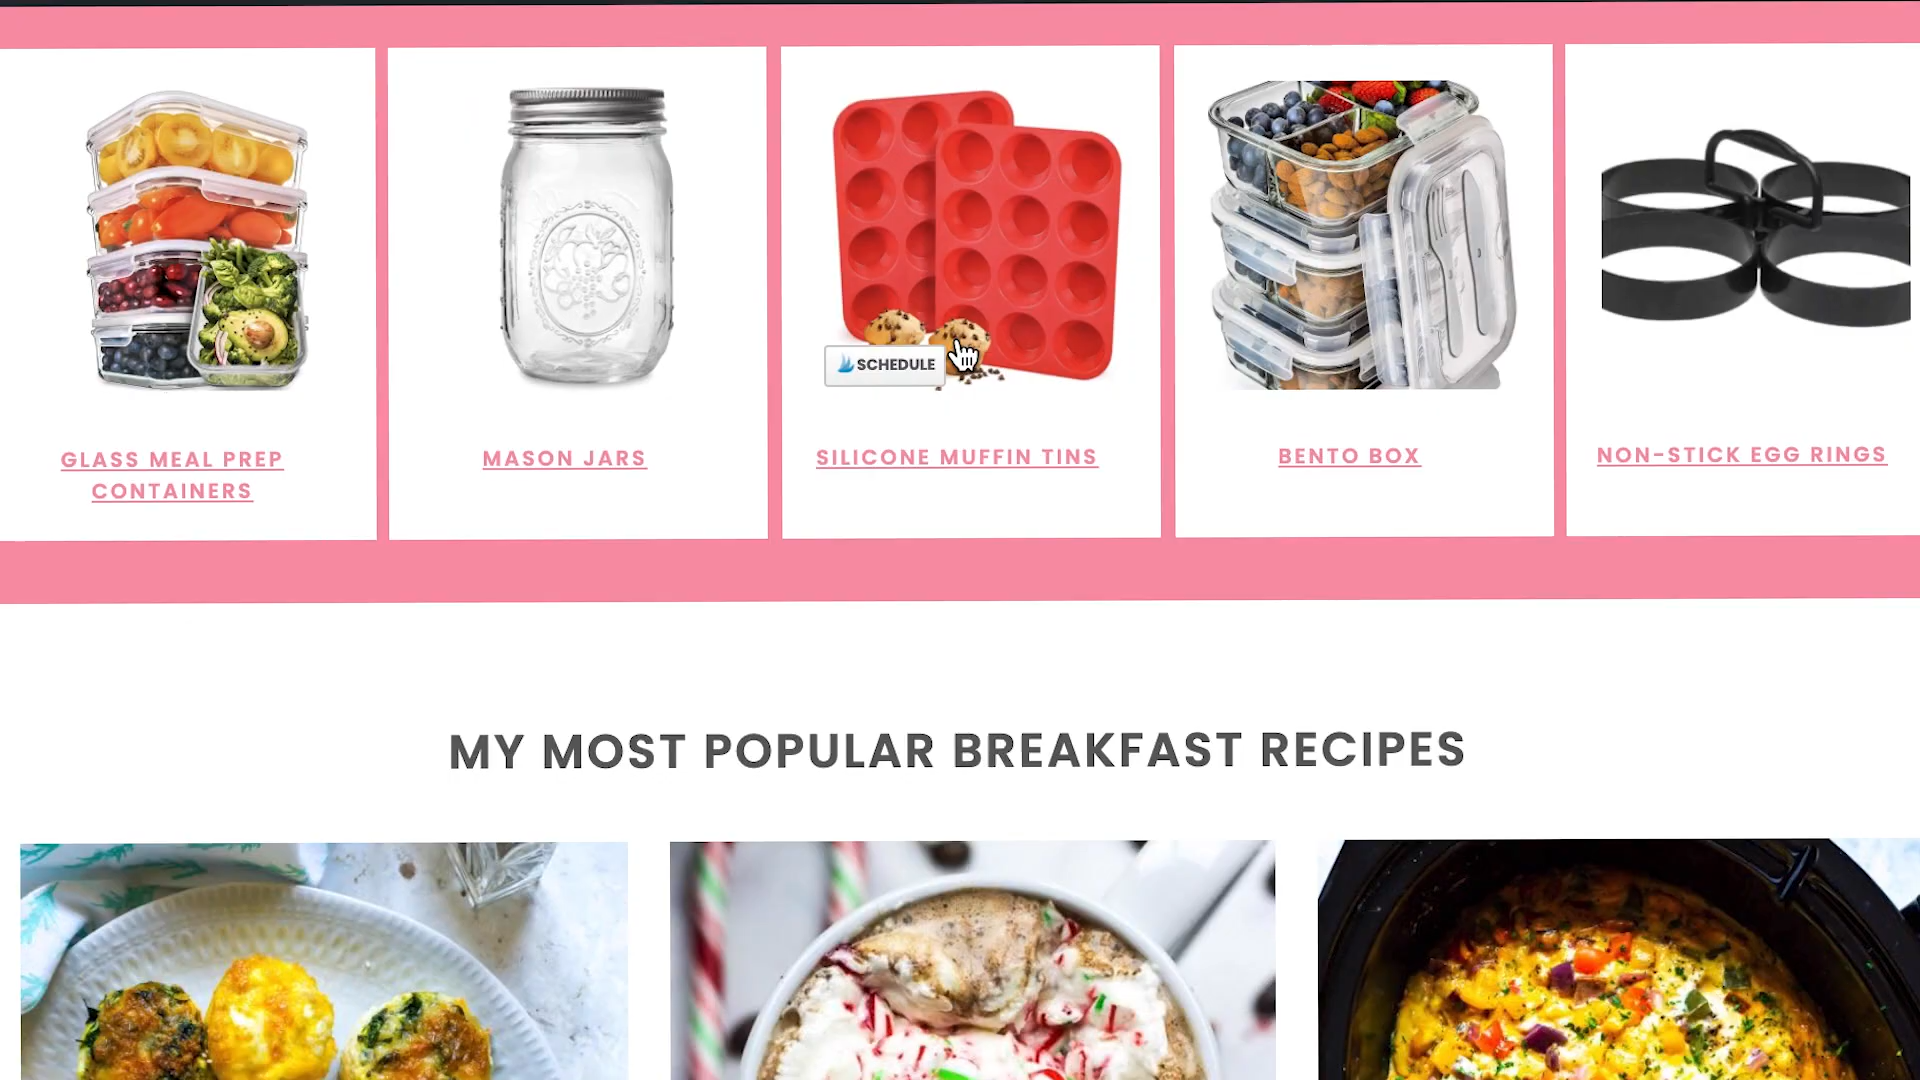 SCHEDULE
GLASS MEAL PREP
CONTAINERS
MASON JARS
SILICONE MUFFIN TINS
BENTO BOX
NON-STICK EGG RINGS
MY MOST POPULAR BREAKFAST RECIPES